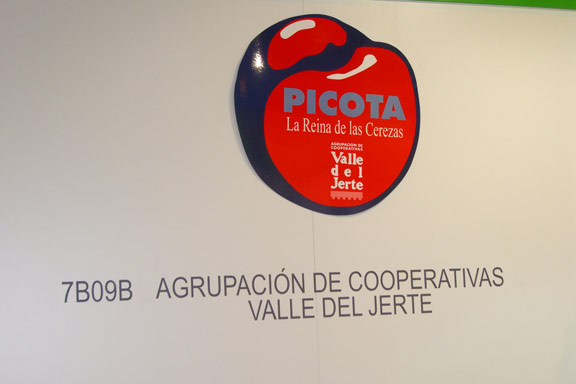 PICOTA
La Reina de las Cerezas
AGRUPACIÓN DE
COOPERATIVAS
Valle
del
Jerte
7B09B AGRUPACIÓN DE COOPERATIVAS
VALLE DEL JERTE